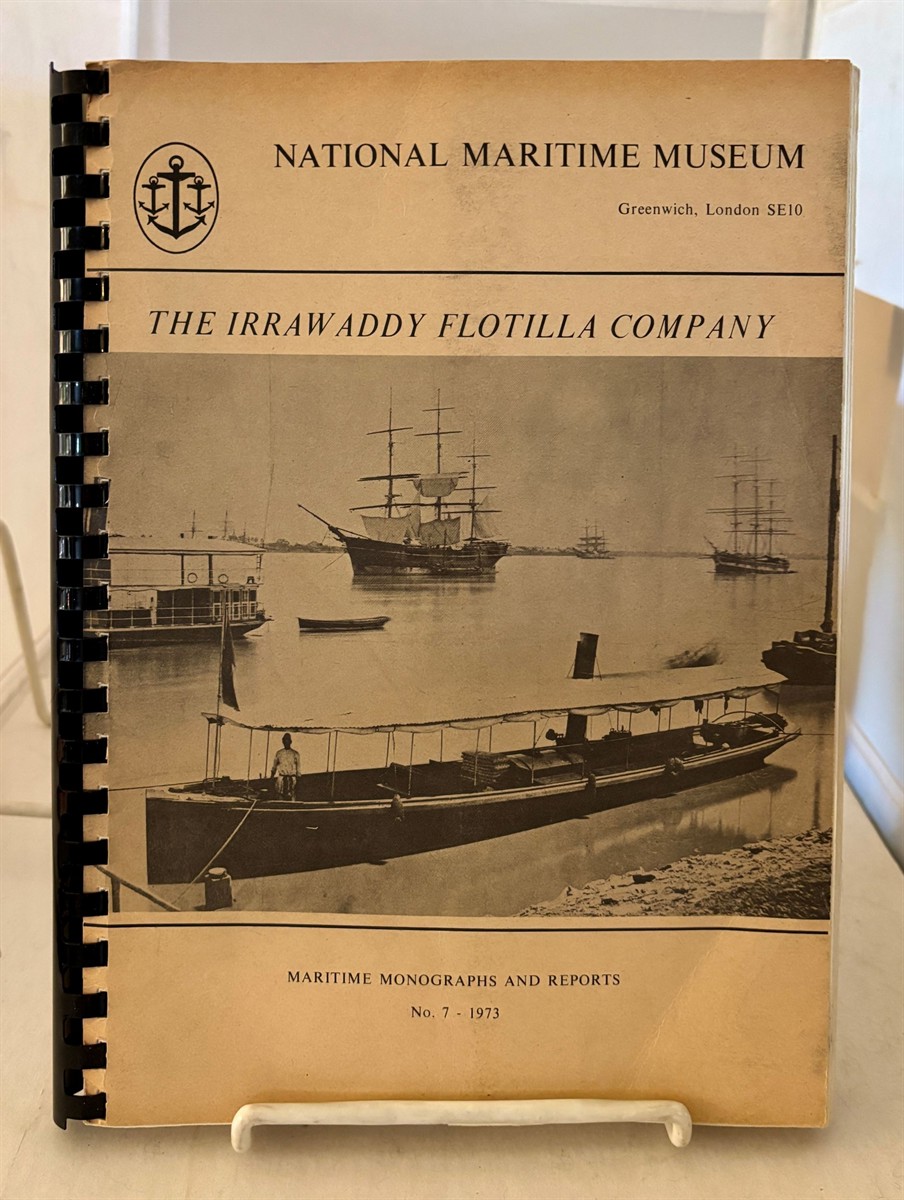 NATIONAL MARITIME MUSEUM
Greenwich, London SE10
THE IRRAWADDY FLOTILLA COMPANY
MARITIME MONOGRAPHS AND REPORTS
No. 7 - 1973